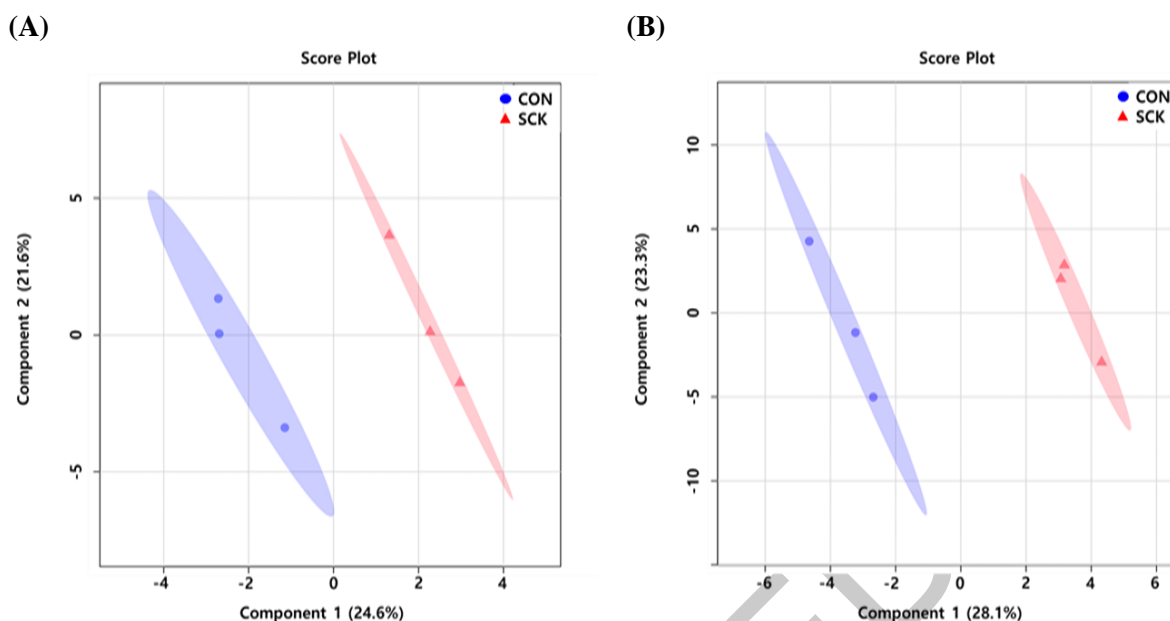 (A)
Score Plot
CON
SCK
Component 2 (21.6%)
5
0
-5
-4
-2
0
2
4
Component 1 (24.6%)
(B)
Score Plot
CON
SCK
Component 2 (23.3%)
10
5
0
-5
-10
-6
-4
-2
0
2
4
6
Component 1 (28.1%)